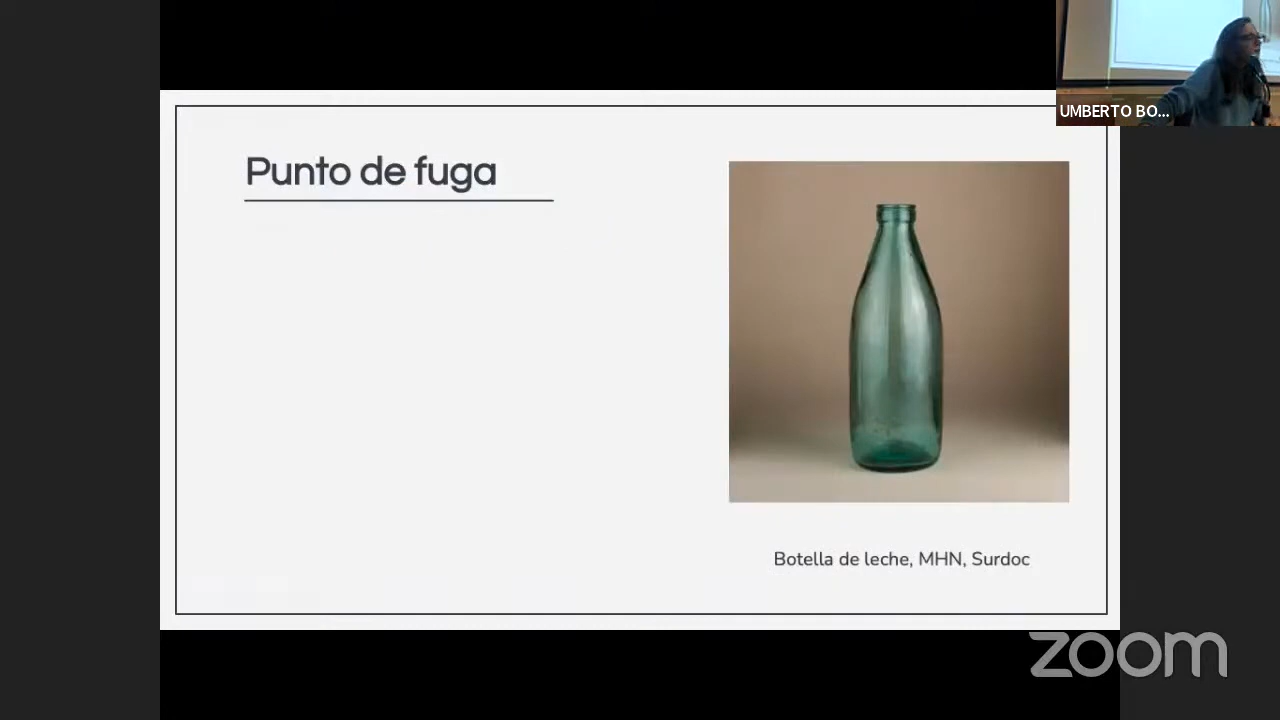 UMBERTO BO...
Punto de fuga
Botella de leche, MHN, Surdoc
zoom